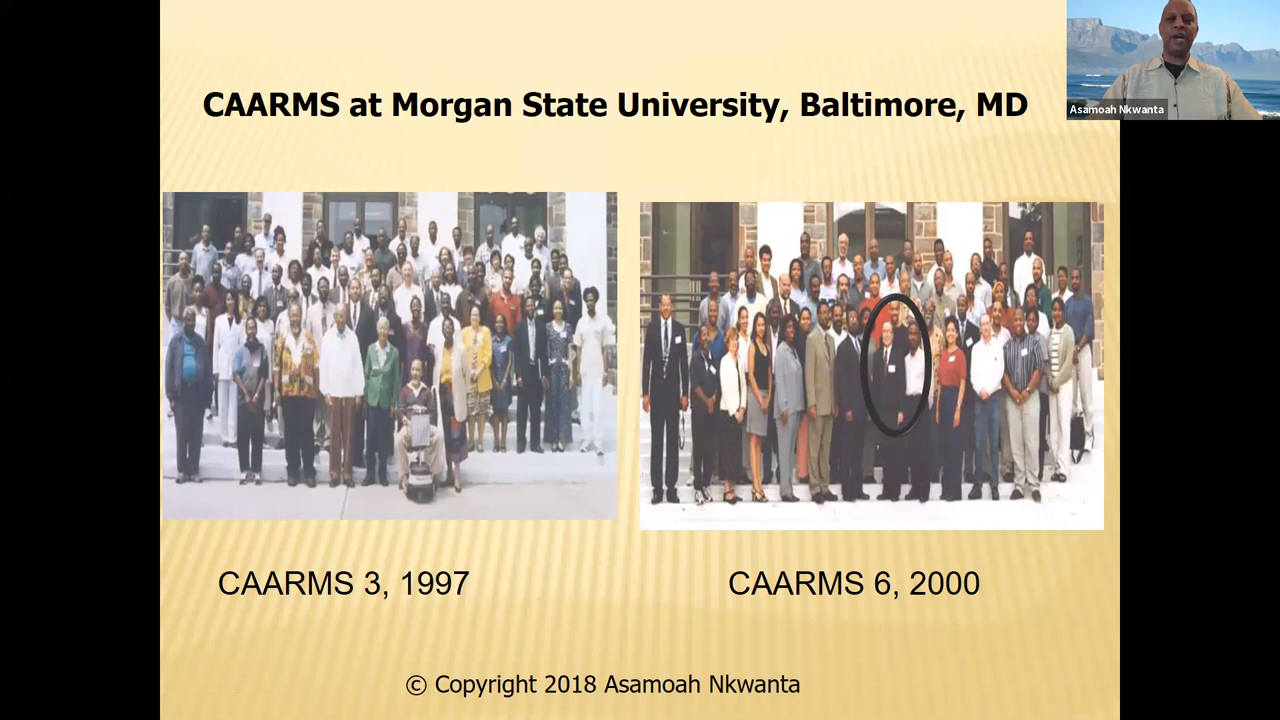 CAARMS at Morgan State University, Baltimore, MD
Asamoah Nkwanta
CAARMS 3, 1997
CAARMS 6, 2000
© Copyright 2018 Asamoah Nkwanta